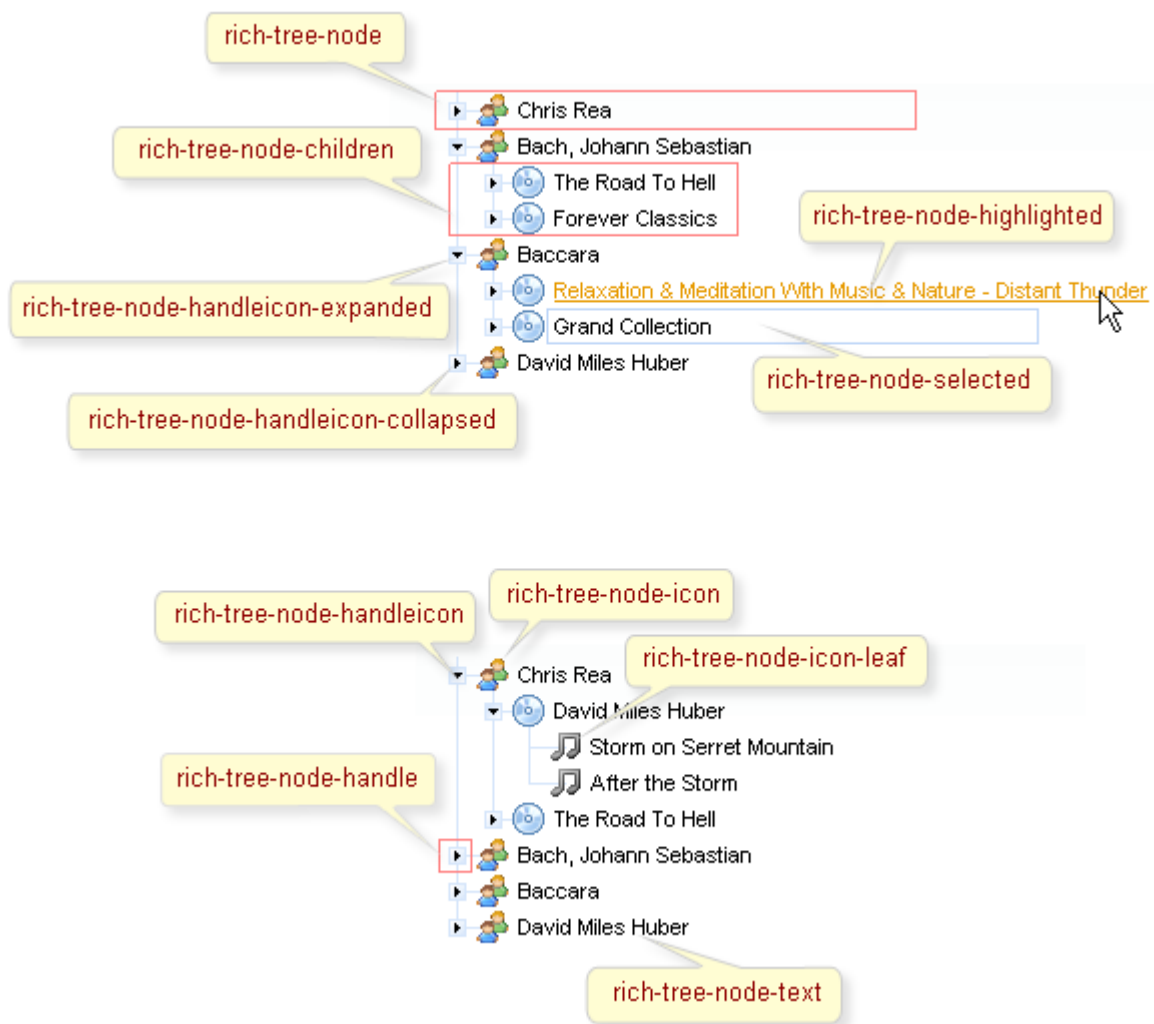 rich-tree-node
Chris Rea
rich-tree-node-children
Bach, Johann Sebastian
The Road To Hell
Forever Classics
rich-tree-node-highlighted
Baccara
rich-tree-node-handleicon-expanded
Relaxation & Meditation With Music & Nature - Distant Thunder
Grand Collection
David Miles Huber
rich-tree-node-selected
rich-tree-node-handleicon-collapsed
rich-tree-node-handleicon
rich-tree-node-icon
Chris Rea
rich-tree-node-icon-leaf
David Miles Huber
Storm on Serret Mountain
rich-tree-node-handle
After the Storm
The Road To Hell
Bach, Johann Sebastian
Baccara
David Miles Huber
rich-tree-node-text